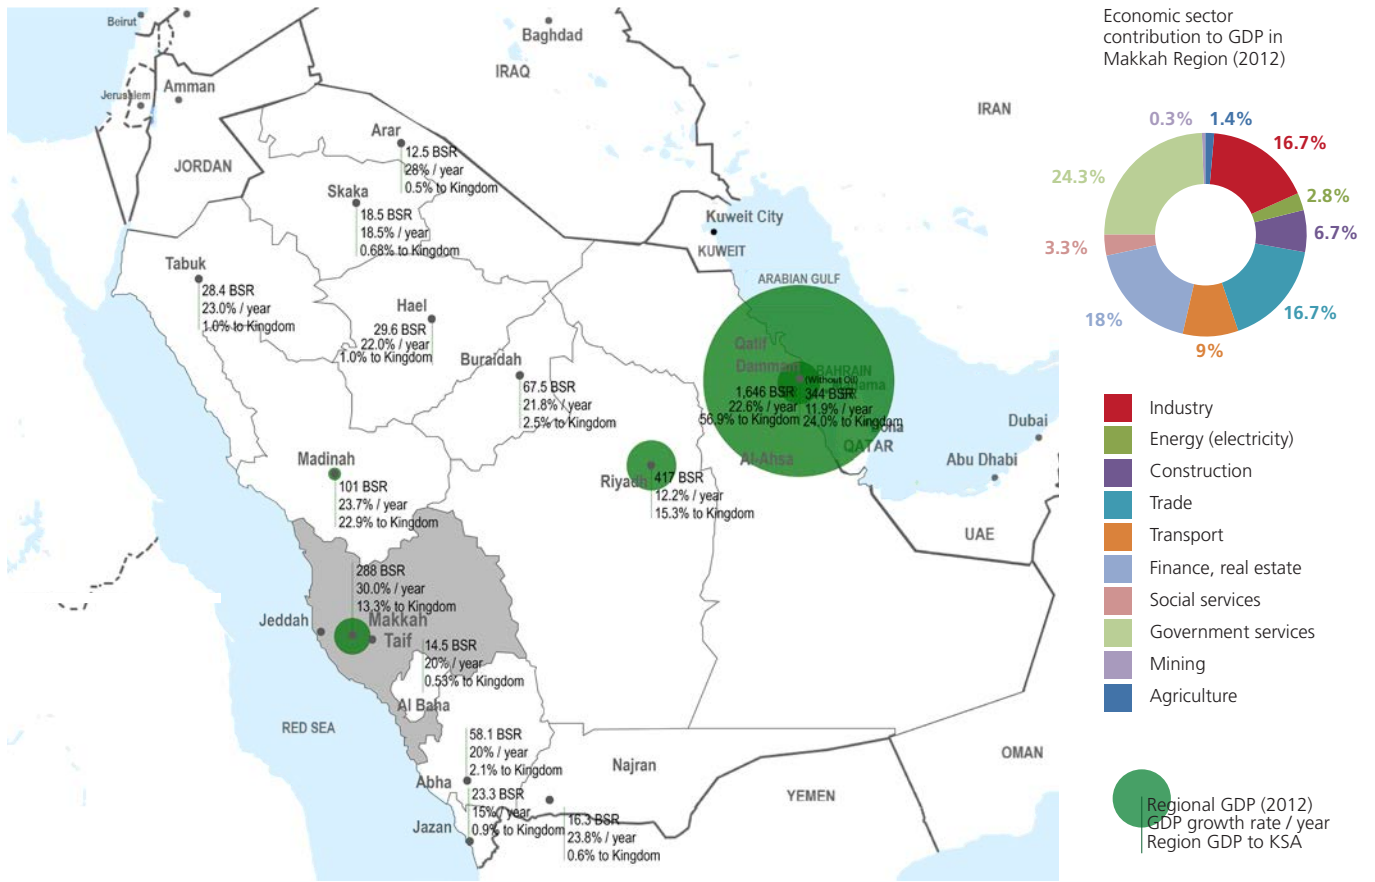 Beirut
Jerusalem
Amman
JORDAN
Baghdad
IRAQ
IRAN
Arar
12.5 BSR
28% / year
0.5% to Kingdom
Skaka
18.5 BSR
18.5% / year
0.68% to Kingdom
Kuweit City
KUWEIT
Tabuk
28.4 BSR
23.0% / year
1.0% to Kingdom
ARABIAN GULF
Hael
29.6 BSR
22.0% / year
1.0% to Kingdom
Buraidah
67.5 BSR
21.8% / year
2.5% to Kingdom
Qatif
Dammam
BAHRAIN
(Without Oil)
1,646 BSR
22.6% / year
56.9% to Kingdom
344 BSR
11.9% / year
24.0% to Kingdom
QATAR
Al-Ahsa
Dubai
Abu Dhabi
UAE
Madinah
101 BSR
23.7% / year
22.9% to Kingdom
Riyadh
417 BSR
12.2% / year
15.3% to Kingdom
288 BSR
30.0% / year
13.3% to Kingdom
Jeddah
Makkah
Taif
14.5 BSR
20% / year
0.53% to Kingdom
Al Baha
RED SEA
58.1 BSR
20% / year
2.1% to Kingdom
Abha
23.3 BSR
15% / year
0.9% to Kingdom
Jazan
Najran
16.3 BSR
23.8% / year
0.6% to Kingdom
YEMEN
OMAN
Economic sector
contribution to GDP in
Makkah Region (2012)
0.3%
1.4%
16.7%
24.3%
2.8%
6.7%
3.3%
16.7%
18%
9%
Industry
Energy (electricity)
Construction
Trade
Transport
Finance, real estate
Social services
Government services
Mining
Agriculture
Regional GDP (2012)
GDP growth rate / year
Region GDP to KSA